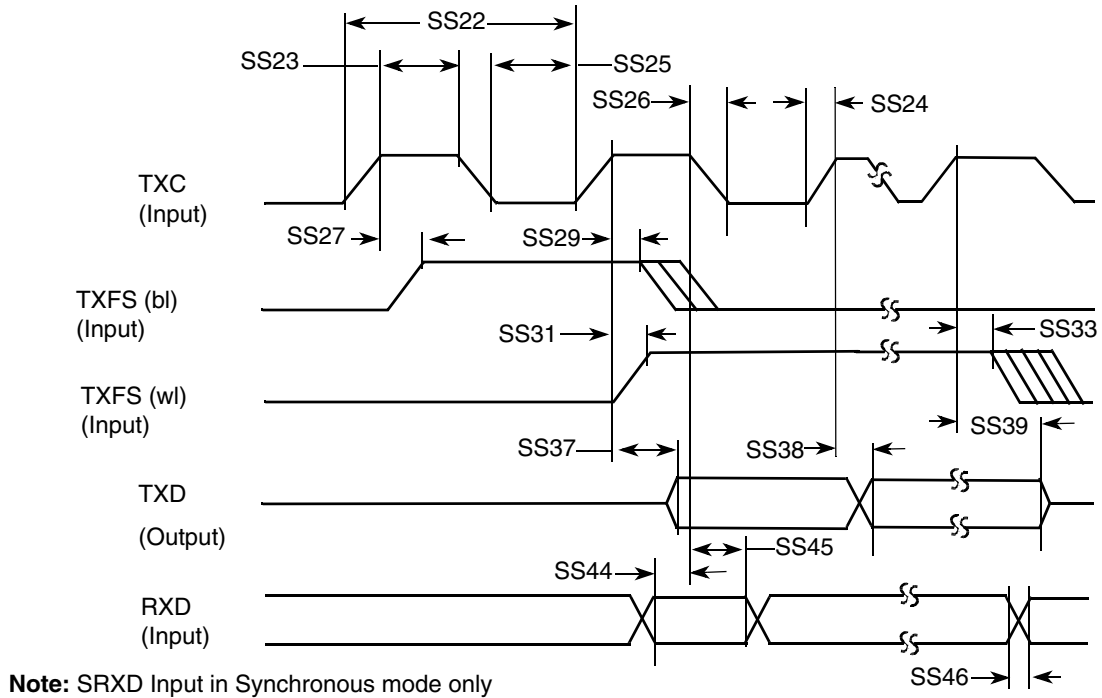 SS22
SS23
SS25
SS26
SS24
TXC
(Input)
SS27
SS29
TXFS (bl)
(Input)
SS31
SS33
TXFS (wl)
(Input)
SS39
SS37
SS38
TXD
(Output)
SS45
SS44
RXD
(Input)
SS46
Note: SRXD Input in Synchronous mode only